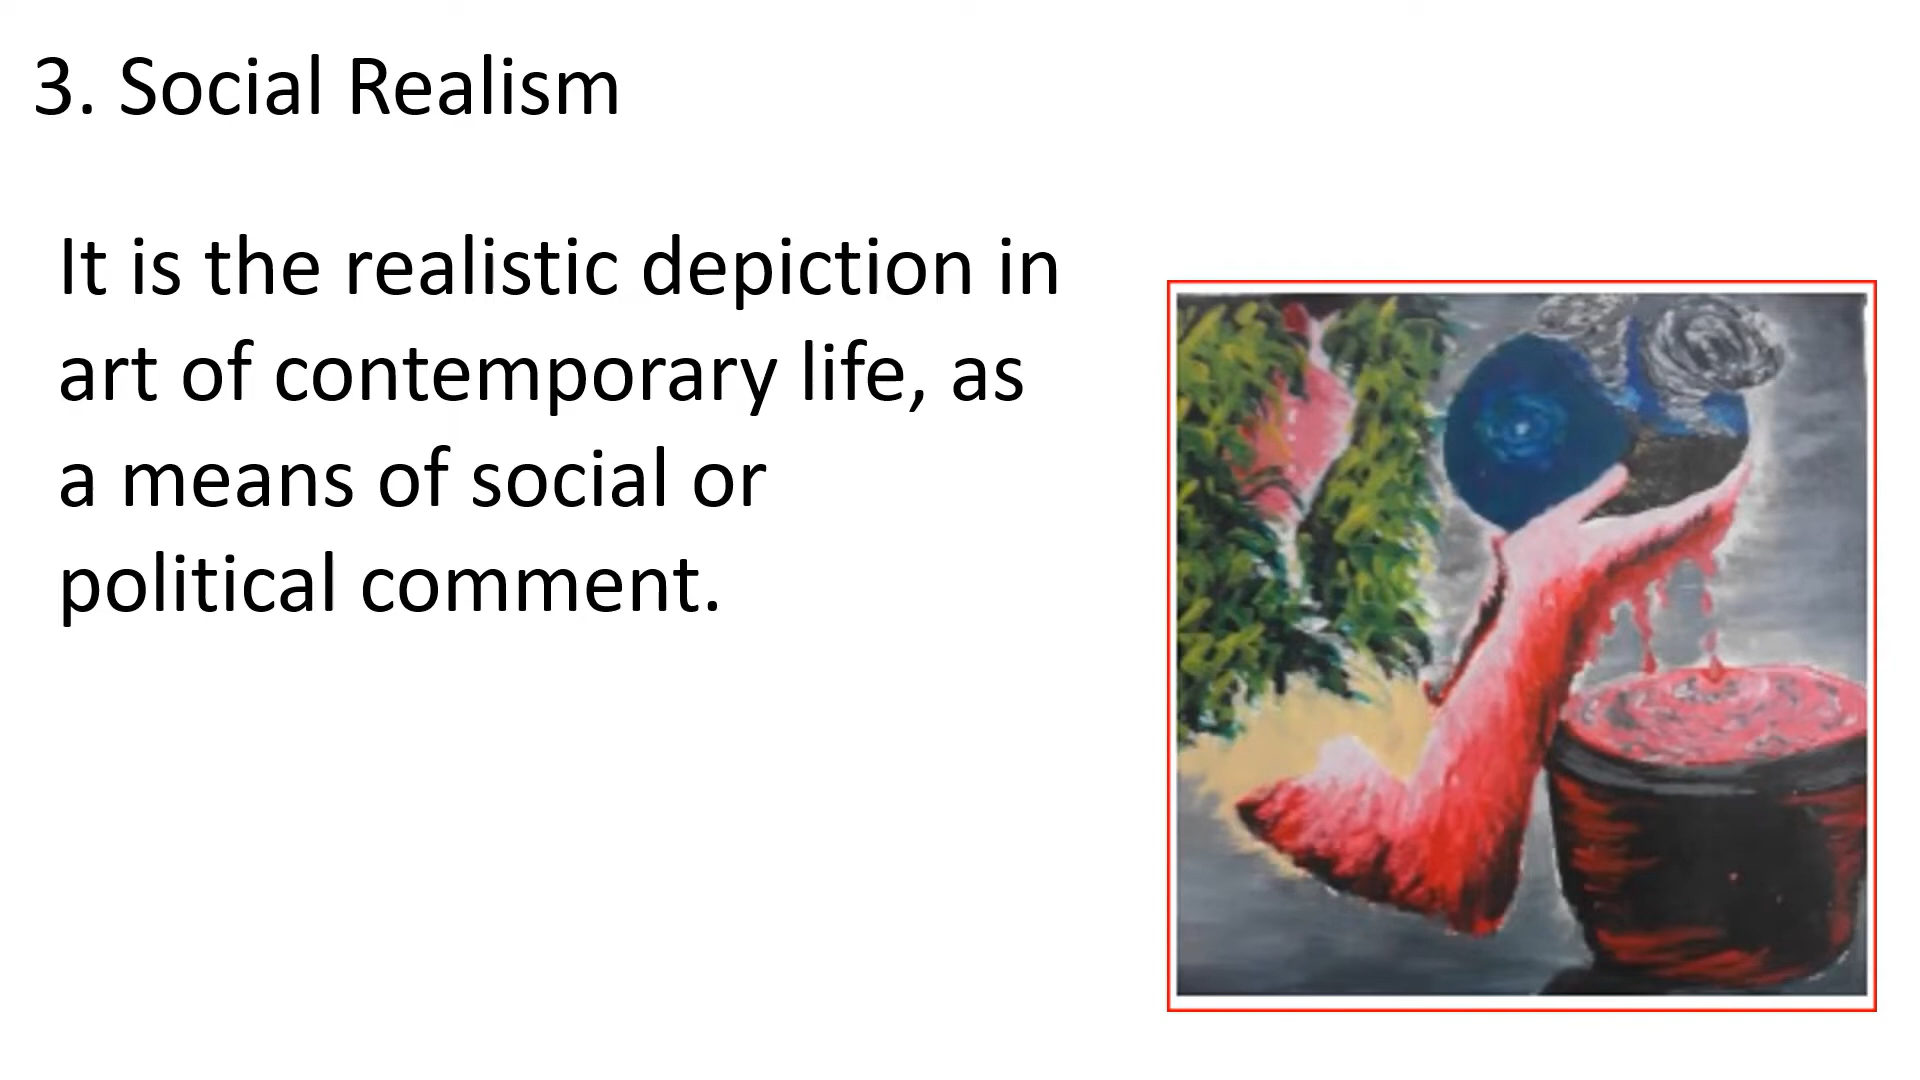 3. Social Realism
It is the realistic depiction in
art of contemporary life, as
a means of social or
political comment.